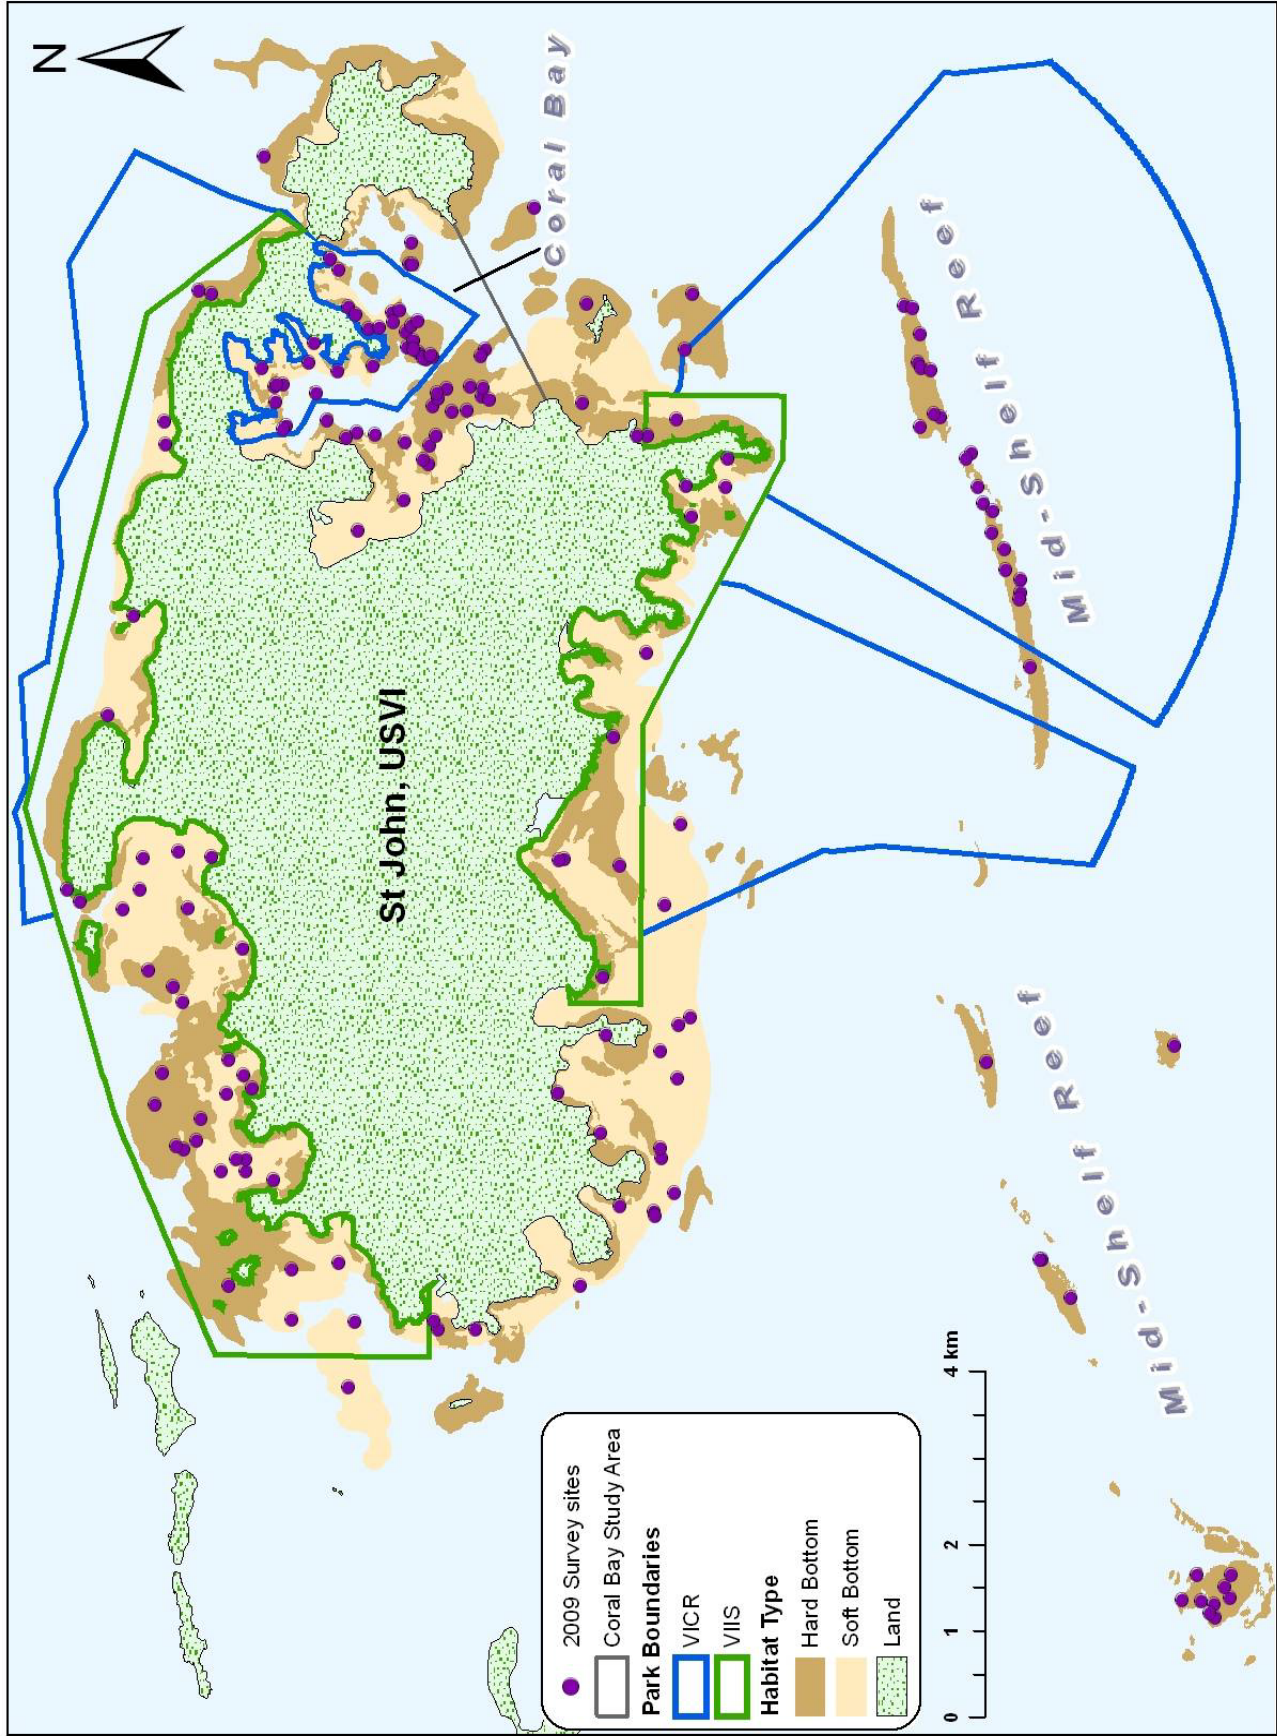 N
Coral Bay
St John, USVI
Mid-Shelf Reef
Mid-Shelf Reef
2009 Survey sites
Coral Bay Study Area
Park Boundaries
VICR
VIIS
Habitat Type
Hard Bottom
Soft Bottom
Land
0 1 2 4 km